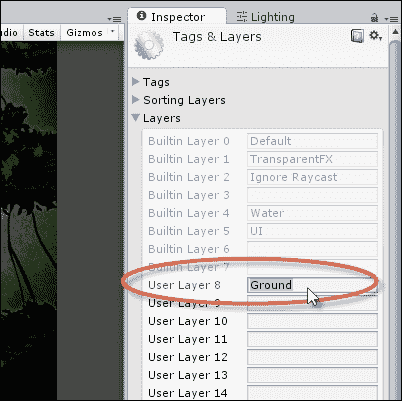 Inspector
Lighting
dio Stats Gizmos
Tags & Layers
Tags
Sorting Layers
Layers
Builtin Layer 0 Default
Builtin Layer 1 TransparentFX
Builtin Layer 2 Ignore Raycast
Builtin Layer 3
Builtin Layer 4 Water
Builtin Layer 5 UI
Builtin Layer 6
Builtin Layer 7
User Layer 8 Ground
User Layer 9
User Layer 10
User Layer 11
User Layer 12
User Layer 13
User Layer 14